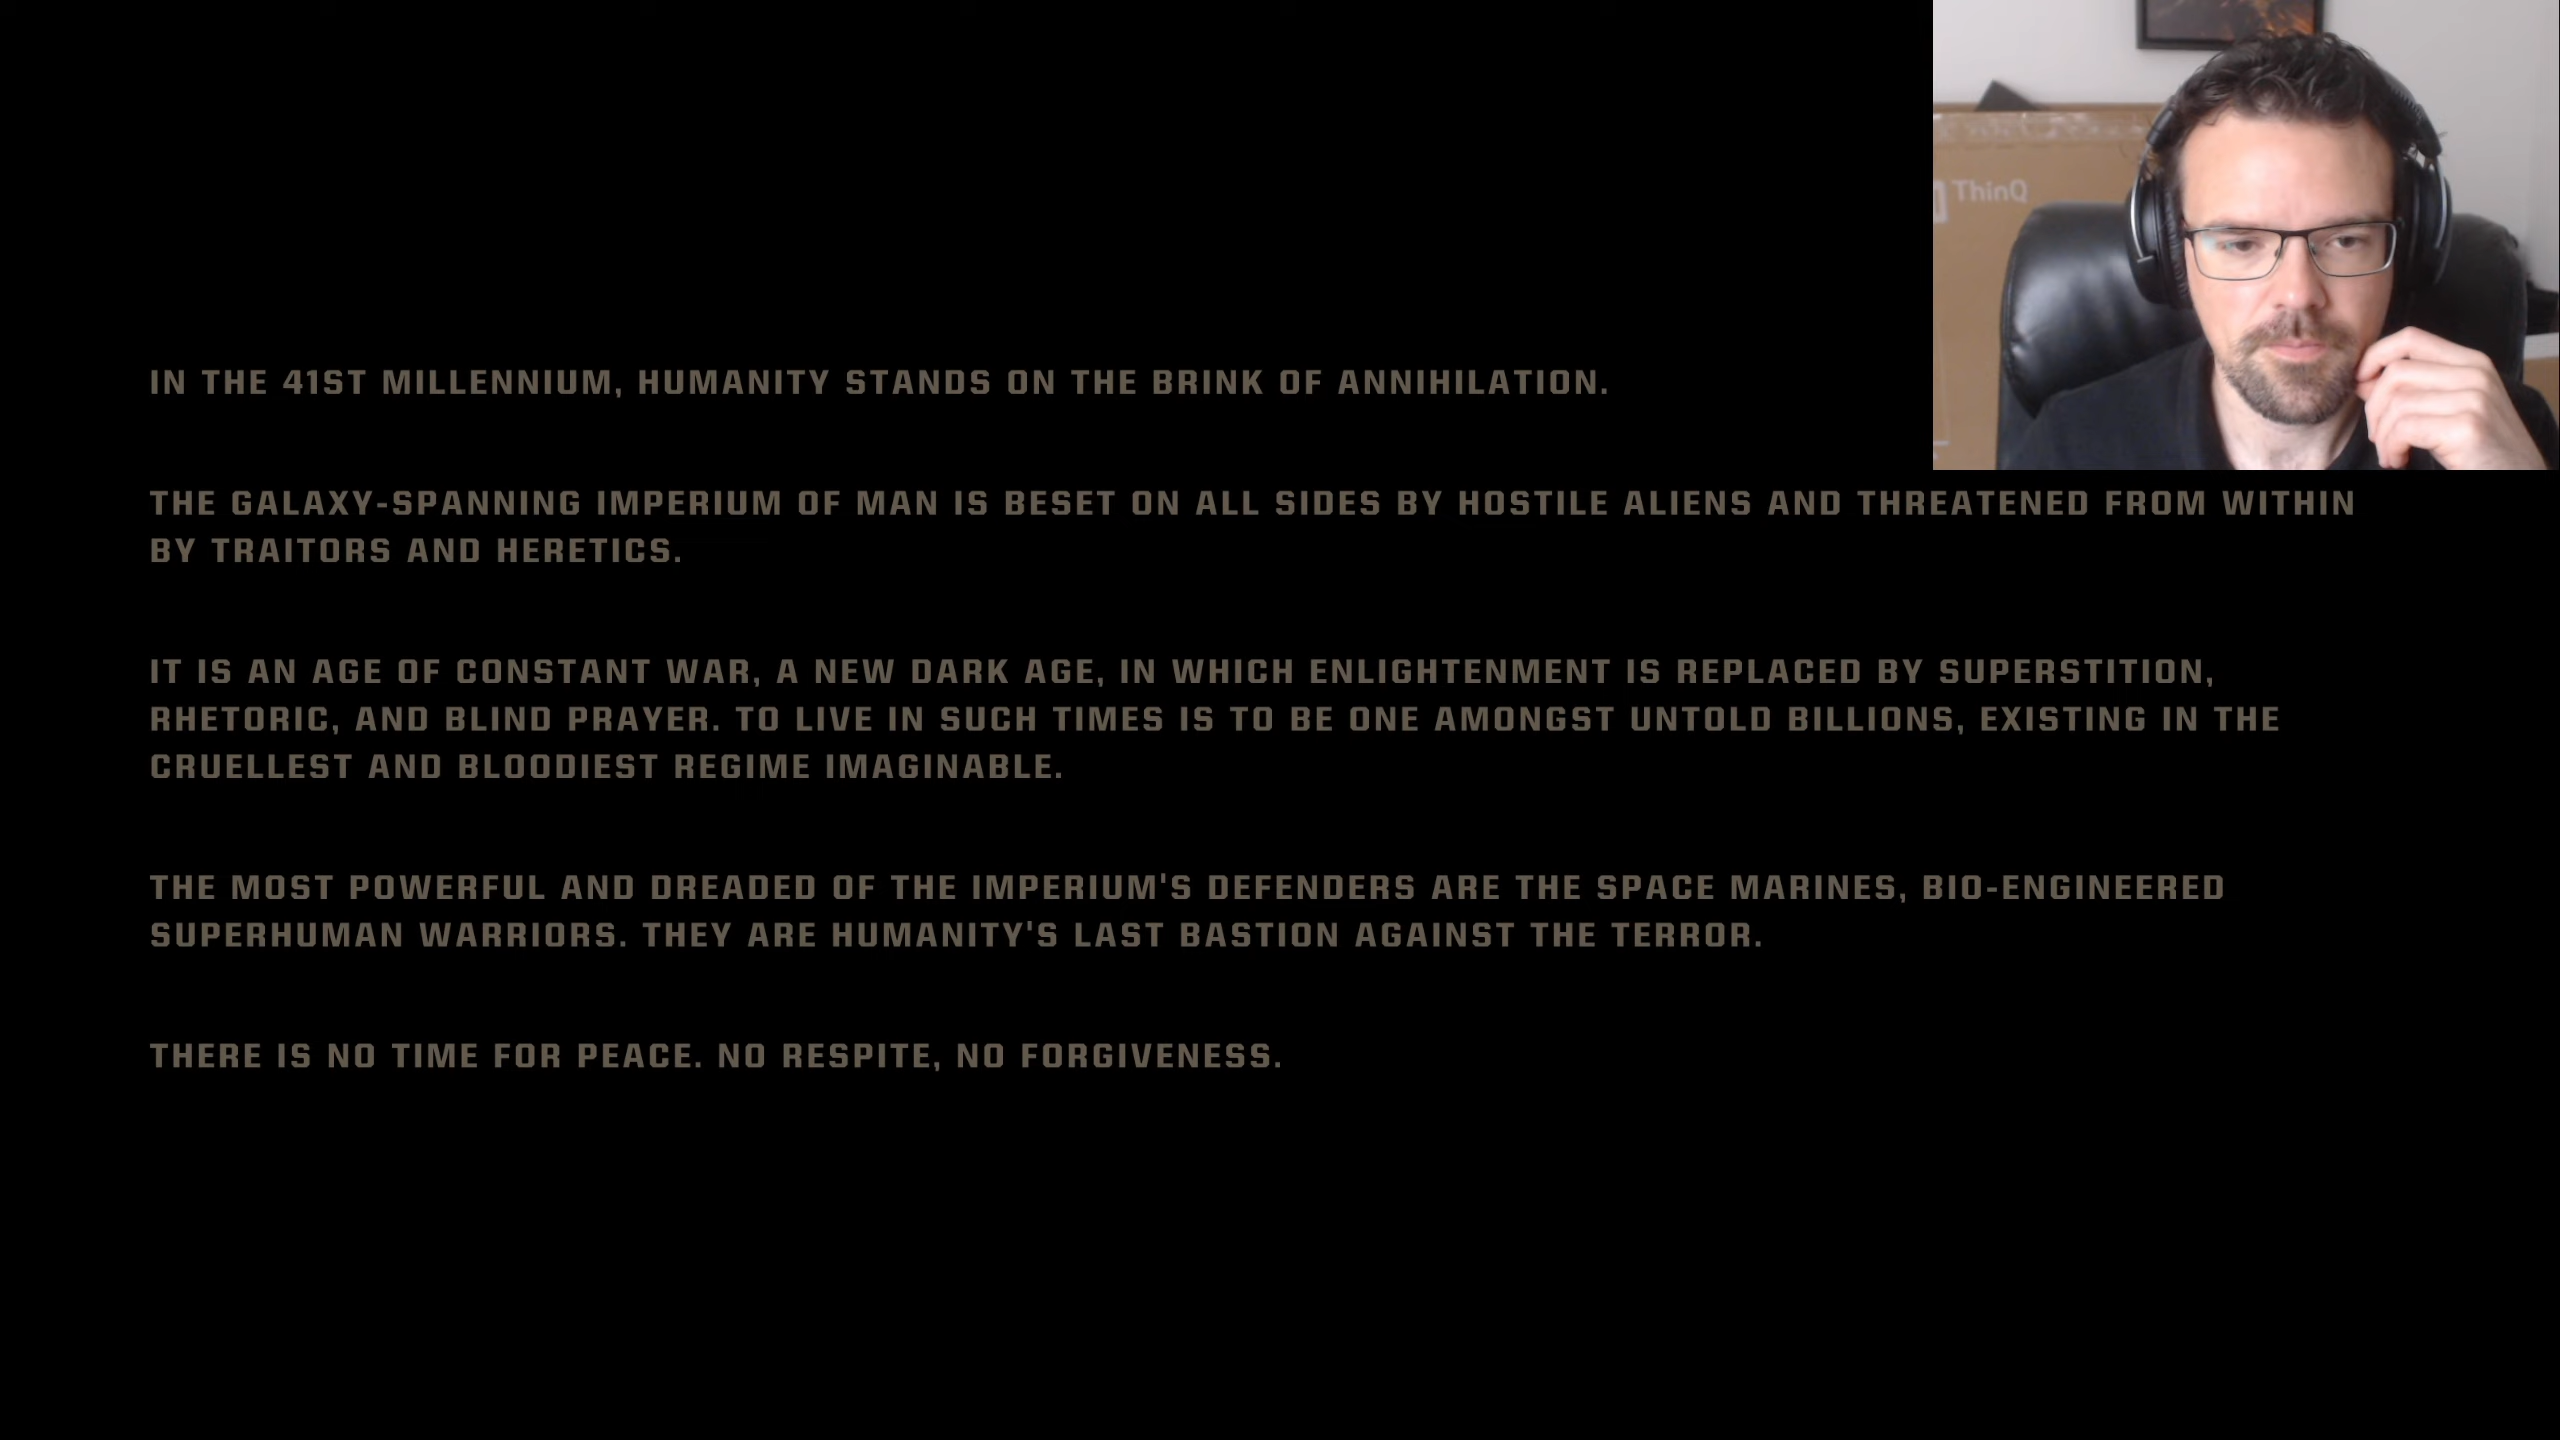 ThinQ
IN THE 41ST MILLENNIUM, HUMANITY STANDS ON THE BRINK OF ANNIHILATION.
THE GALAXY-SPANNING IMPERIUM OF MAN IS BESET ON ALL SIDES BY HOSTILE ALIENS AND THREATENED FROM WITHIN
BY TRAITORS AND HERETICS.
IT IS AN AGE OF CONSTANT WAR, A NEW DARK AGE, IN WHICH ENLIGHTENMENT IS REPLACED BY SUPERSTITION,
RHETORIC, AND BLIND PRAYER. TO LIVE IN SUCH TIMES IS TO BE ONE AMONGST UNTOLD BILLIONS, EXISTING IN THE
CRUELLEST AND BLOODIEST REGIME IMAGINABLE.
THE MOST POWERFUL AND DREADED OF THE IMPERIUM'S DEFENDERS ARE THE SPACE MARINES, BIO-ENGINEERED
SUPERHUMAN WARRIORS. THEY ARE HUMANITY'S LAST BASTION AGAINST THE TERROR.
THERE IS NO TIME FOR PEACE. NO RESPITE, NO FORGIVENESS.